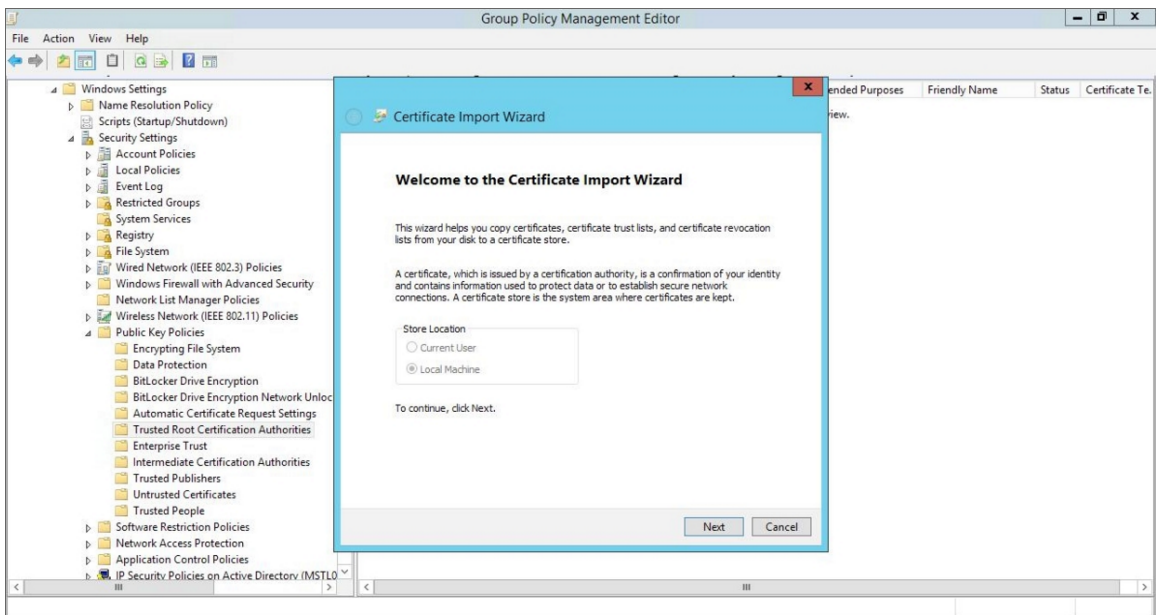 Group Policy Management Editor
File Action View Help
Windows Settings
Name Resolution Policy
Scripts (Startup/Shutdown)
Security Settings
Account Policies
Local Policies
Event Log
Restricted Groups
System Services
Registry
File System
Wired Network (IEEE 802.3) Policies
Windows Firewall with Advanced Security
Network List Manager Policies
Wireless Network (IEEE 802.11) Policies
Public Key Policies
Encrypting File System
Data Protection
BitLocker Drive Encryption
BitLocker Drive Encryption Network Unloc
Automatic Certificate Request Settings
Trusted Root Certification Authorities
Enterprise Trust
Intermediate Certification Authorities
Trusted Publishers
Untrusted Certificates
Trusted People
Software Restriction Policies
Network Access Protection
Application Control Policies
IP Security Policies on Active Directory (MSTLO
ended Purposes Friendly Name Status Certificate Te.
view.
Certificate Import Wizard
Welcome to the Certificate Import Wizard
This wizard helps you copy certificates, certificate trust lists, and certificate revocation
lists from your disk to a certificate store.
A certificate, which is issued by a certification authority, is a confirmation of your identity
and contains information used to protect data or to establish secure network
connections. A certificate store is the system area where certificates are kept.
Store Location
Current User
Local Machine
To continue, click Next.
Next Cancel